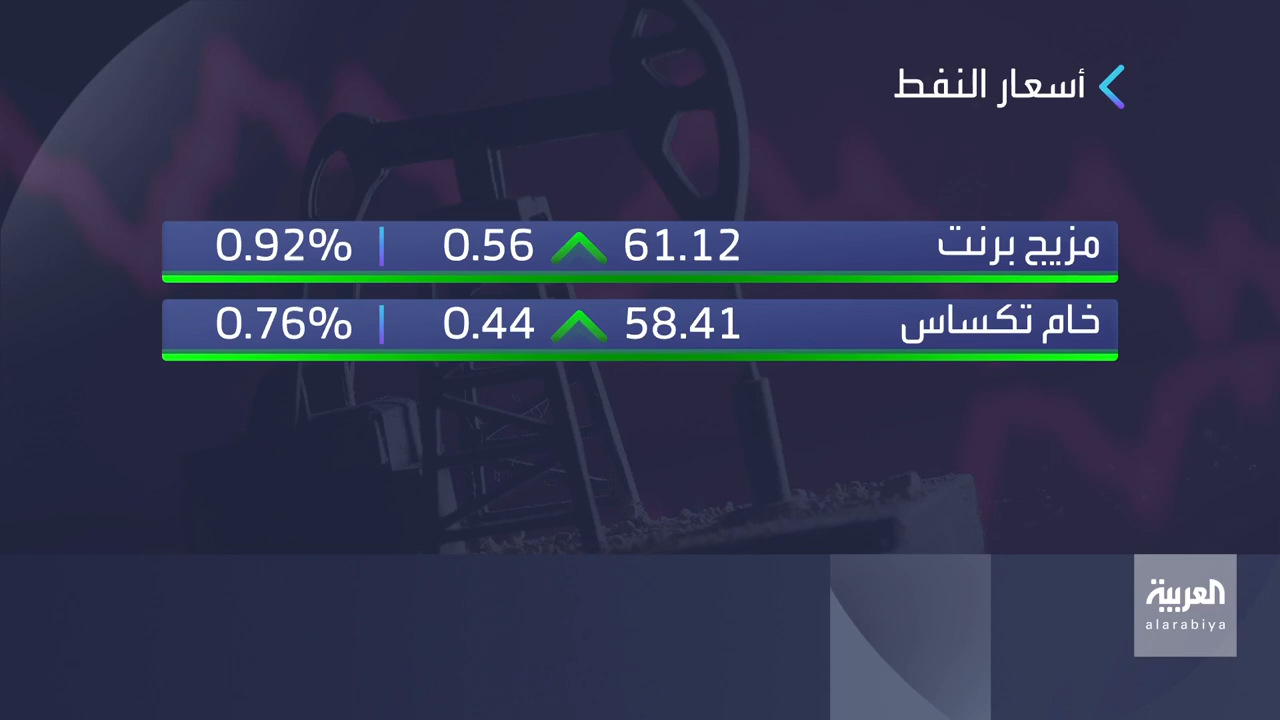 أسعار النفط
مزيج برنت 61.12 0.56 0.92%
خام تكساس 58.41 0.44 0.76%
العربية
alarabiya